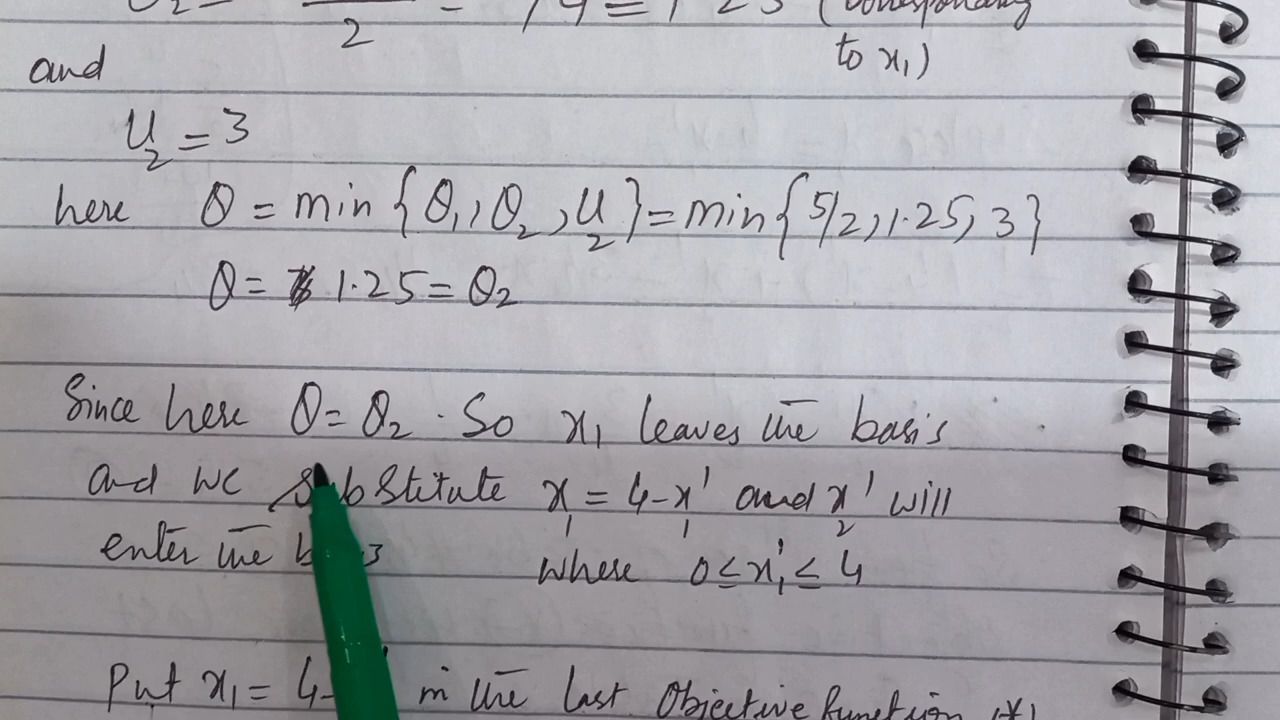 2
to x₁)
and
U₂ = 3
here θ = min {θ₁, θ₂, U₂} = min {5/2, 1.25, 3}
θ = 1.25 = θ₂
Since here θ = θ₂ . So x₁ leaves the basis
and we substitute x₁ = 4 - x₁' and x₂' will
enter the
where 0 ≤ x₁' ≤ 4
Put x₁ = 4- in the last Objective function (*)